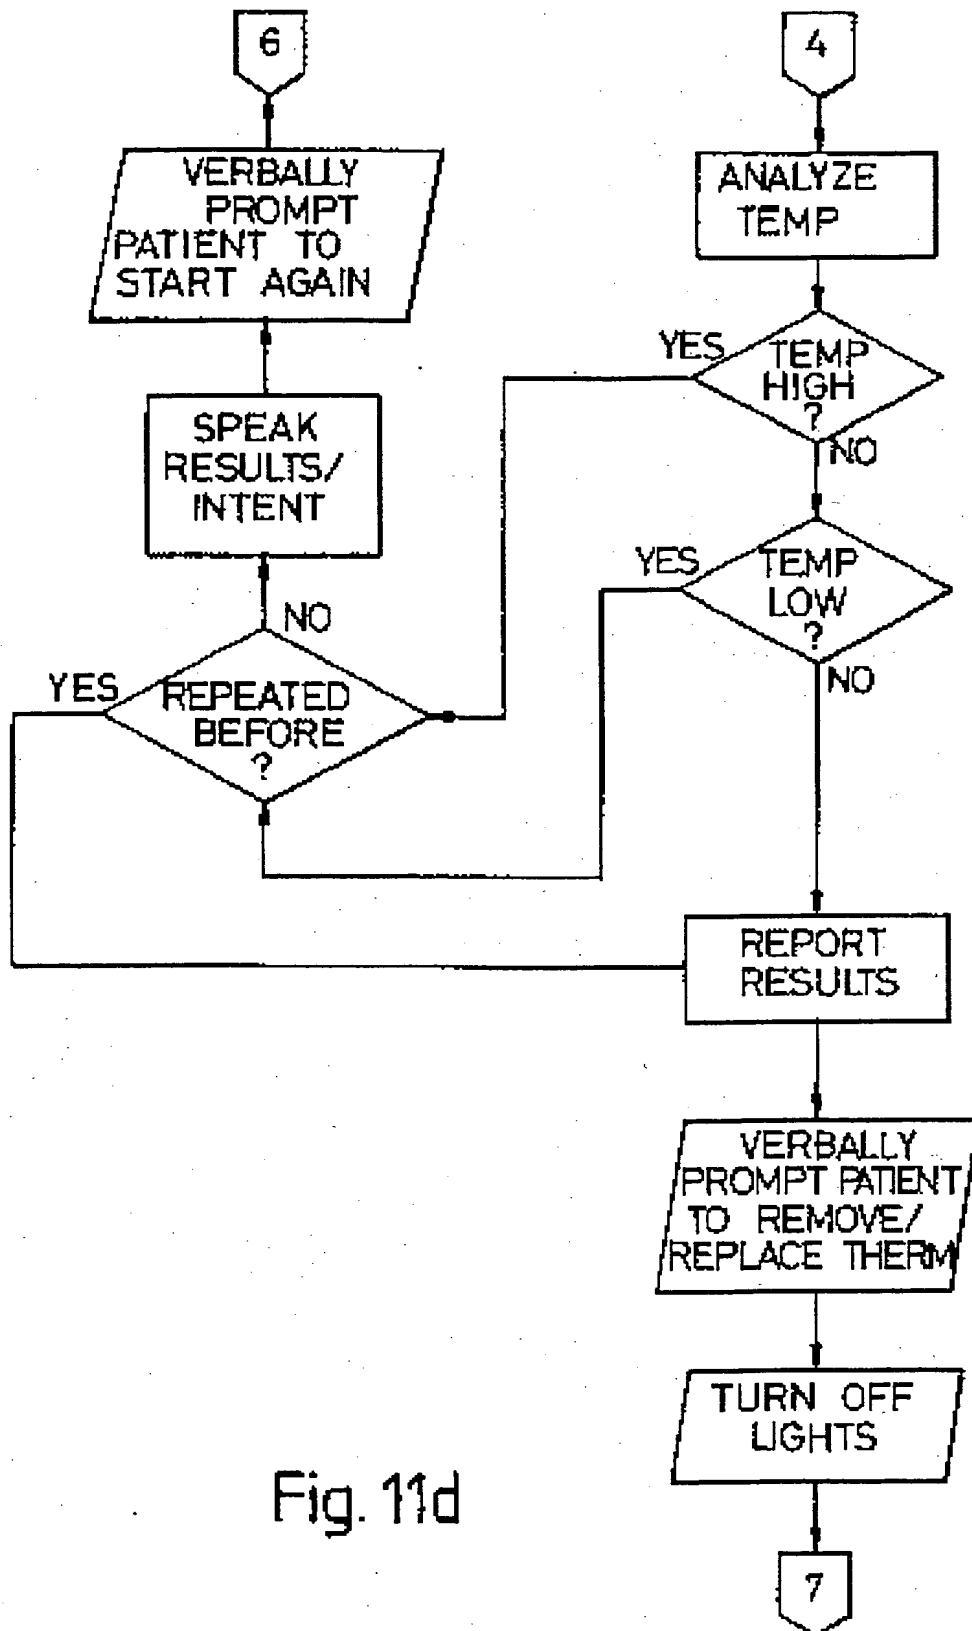 6
VERBALLY
PROMPT
PATIENT TO
START AGAIN
SPEAK
RESULTS/
INTENT
NO
YES
REPEATED
BEFORE
?
4
ANALYZE
TEMP
YES
TEMP
HIGH
?
NO
YES
TEMP
LOW
?
NO
REPORT
RESULTS
VERBALLY
PROMPT PATIENT
TO REMOVE/
REPLACE THERM
TURN OFF
LIGHTS
7
Fig. 11d